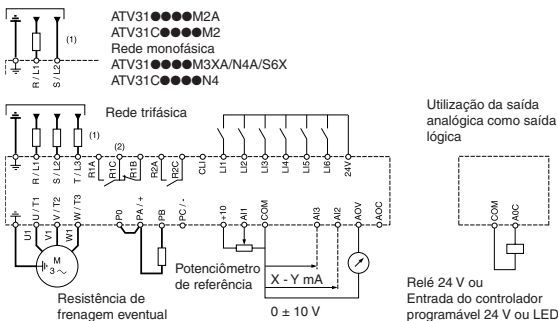 ATV31●●●●M2A
ATV31C●●●●M2
Rede monofásica
ATV31●●●●M3XA/N4A/S6X
ATV31C●●●●N4
(1)
R / L1
S / L2
Rede trifásica
(1)
(2)
R / L1
S / L2
T / L3
R1A
R1C
R1B
R2A
R2C
CLI
LI1
LI2
LI3
LI4
LI5
LI6
24V
U / T1
V / T2
W / T3
P0
PA / +
PB
PC / -
+10
AI1
COM
AI3
AI2
AOV
AOC
U1
V1
W1
M
3 ~
Resistência de
frenagem eventual
Potenciômetro
de referência
X - Y mA
0 ± 10 V
Utilização da saída
analógica como saída
lógica
COM
A0C
Relé 24 V ou
Entrada do controlador
programável 24 V ou LED